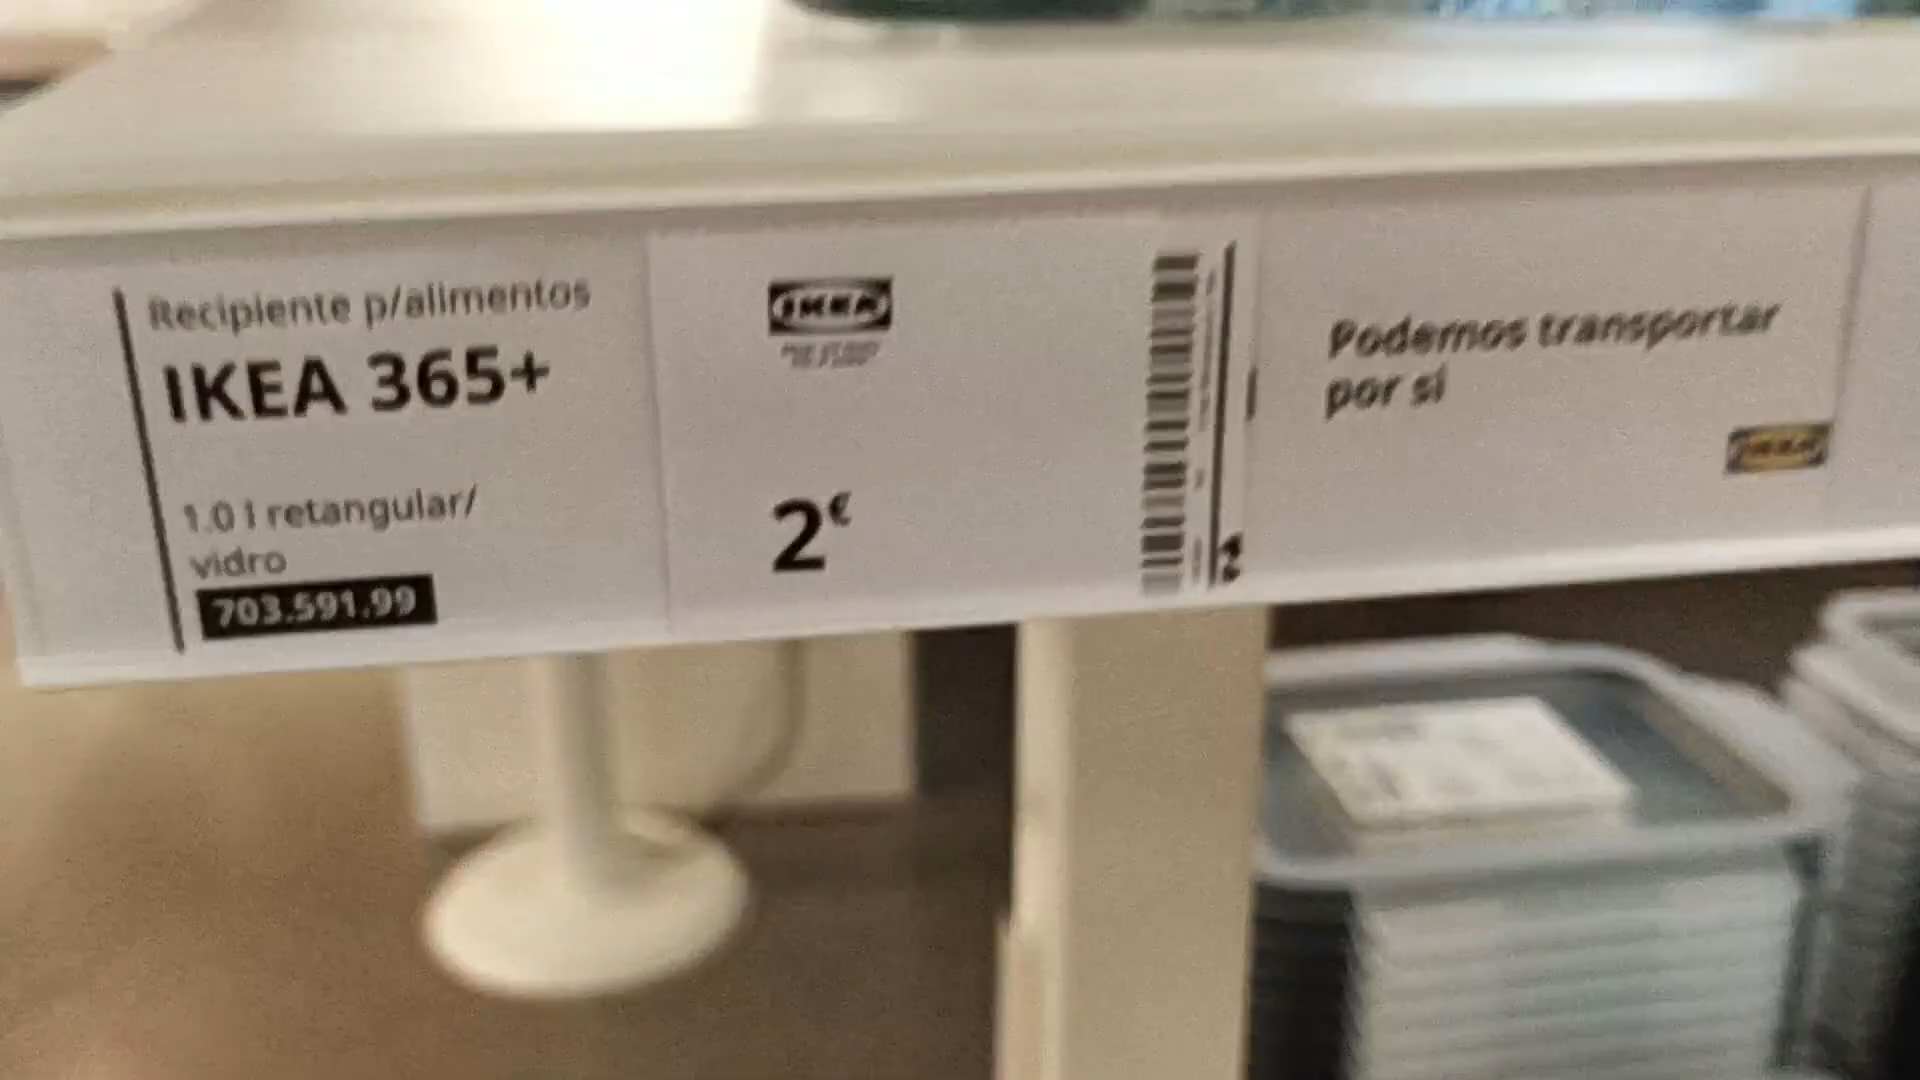 Recipiente p/alimentos
IKEA 365+
1.0 l retangular/
vidro
703.591.99
IKEA
2€
Podemos transportar
por si
IKEA